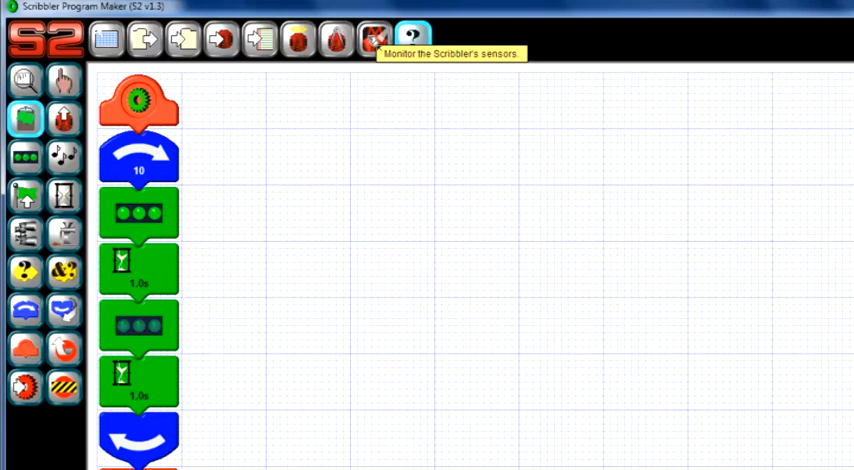 Scribbler Program Maker (S2 v1.3)
S2
?
Monitor the Scribbler's sensors.
10
?
&?
1.0s
1.0s